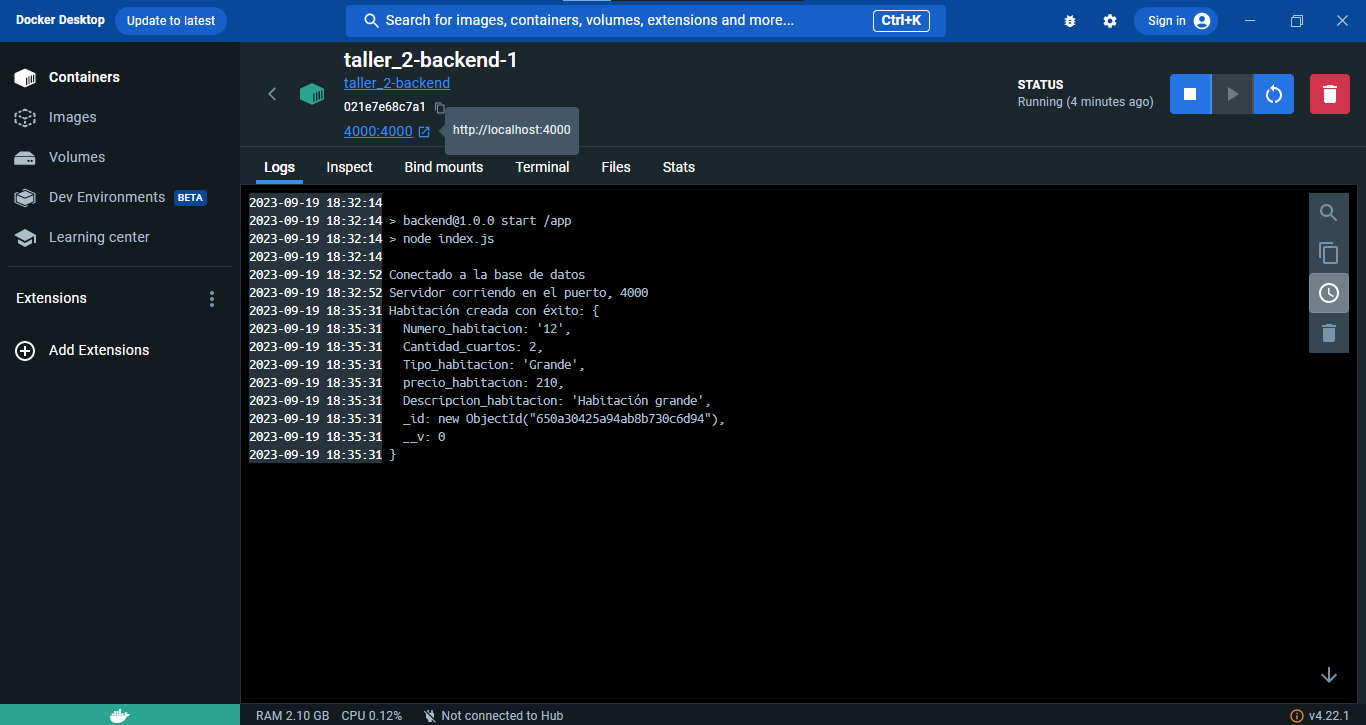 Docker Desktop
Update to latest
Search for images, containers, volumes, extensions and more...
Ctrl+K
Sign in
Containers
Images
Volumes
Dev Environments BETA
Learning center
Extensions
Add Extensions
taller_2-backend-1
taller_2-backend
021e7e68c7a1
4000:4000
http://localhost:4000
STATUS
Running (4 minutes ago)
Logs Inspect Bind mounts Terminal Files Stats
2023-09-19 18:32:14
2023-09-19 18:32:14 > backend@1.0.0 start /app
2023-09-19 18:32:14 > node index.js
2023-09-19 18:32:14
2023-09-19 18:32:52 Conectado a la base de datos
2023-09-19 18:32:52 Servidor corriendo en el puerto, 4000
2023-09-19 18:35:31 Habitación creada con éxito: {
2023-09-19 18:35:31   Numero_habitacion: '12',
2023-09-19 18:35:31   Cantidad_cuartos: 2,
2023-09-19 18:35:31   Tipo_habitacion: 'Grande',
2023-09-19 18:35:31   precio_habitacion: 210,
2023-09-19 18:35:31   Descripcion_habitacion: 'Habitación grande',
2023-09-19 18:35:31   _id: new ObjectId("650a30425a94ab8b730c6d94"),
2023-09-19 18:35:31   __v: 0
2023-09-19 18:35:31 }
RAM 2.10 GB CPU 0.12% Not connected to Hub
v4.22.1